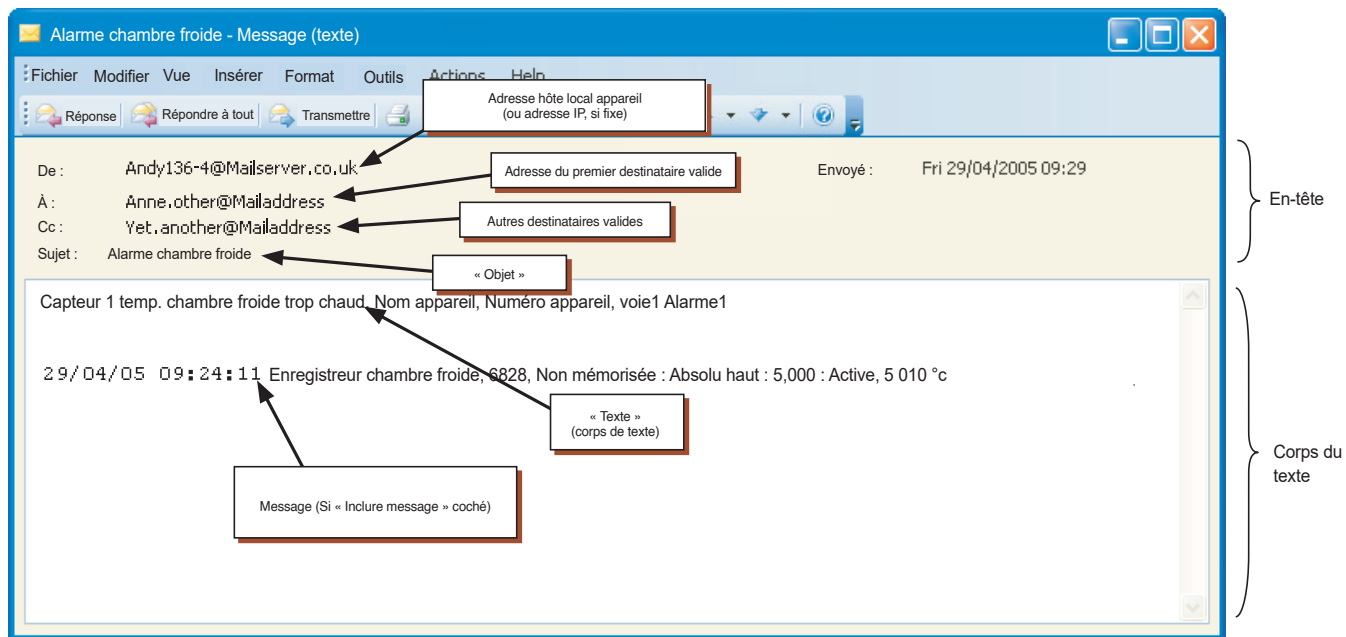 Alarme chambre froide - Message (texte)
Fichier Modifier Vue Insérer Format Outils Actions Help
Réponse Répondre à tout Transmettre
Adresse hôte local appareil
(ou adresse IP, si fixe)
De : Andy136-4@Mailserver.co.uk
Adresse du premier destinataire valide
Envoyé : Fri 29/04/2005 09:29
À : Anne.other@Mailaddress
En-tête
Cc : Yet.another@Mailaddress
Autres destinataires valides
Sujet : Alarme chambre froide
« Objet »
Capteur 1 temp. chambre froide trop chaud, Nom appareil, Numéro appareil, voie1 Alarme1
29/04/05 09:24:11 Enregistreur chambre froide, 6828, Non mémorisée : Absolu haut : 5,000 : Active, 5 010 °c
« Texte »
(corps de texte)
Corps du
texte
Message (Si « Inclure message » coché)